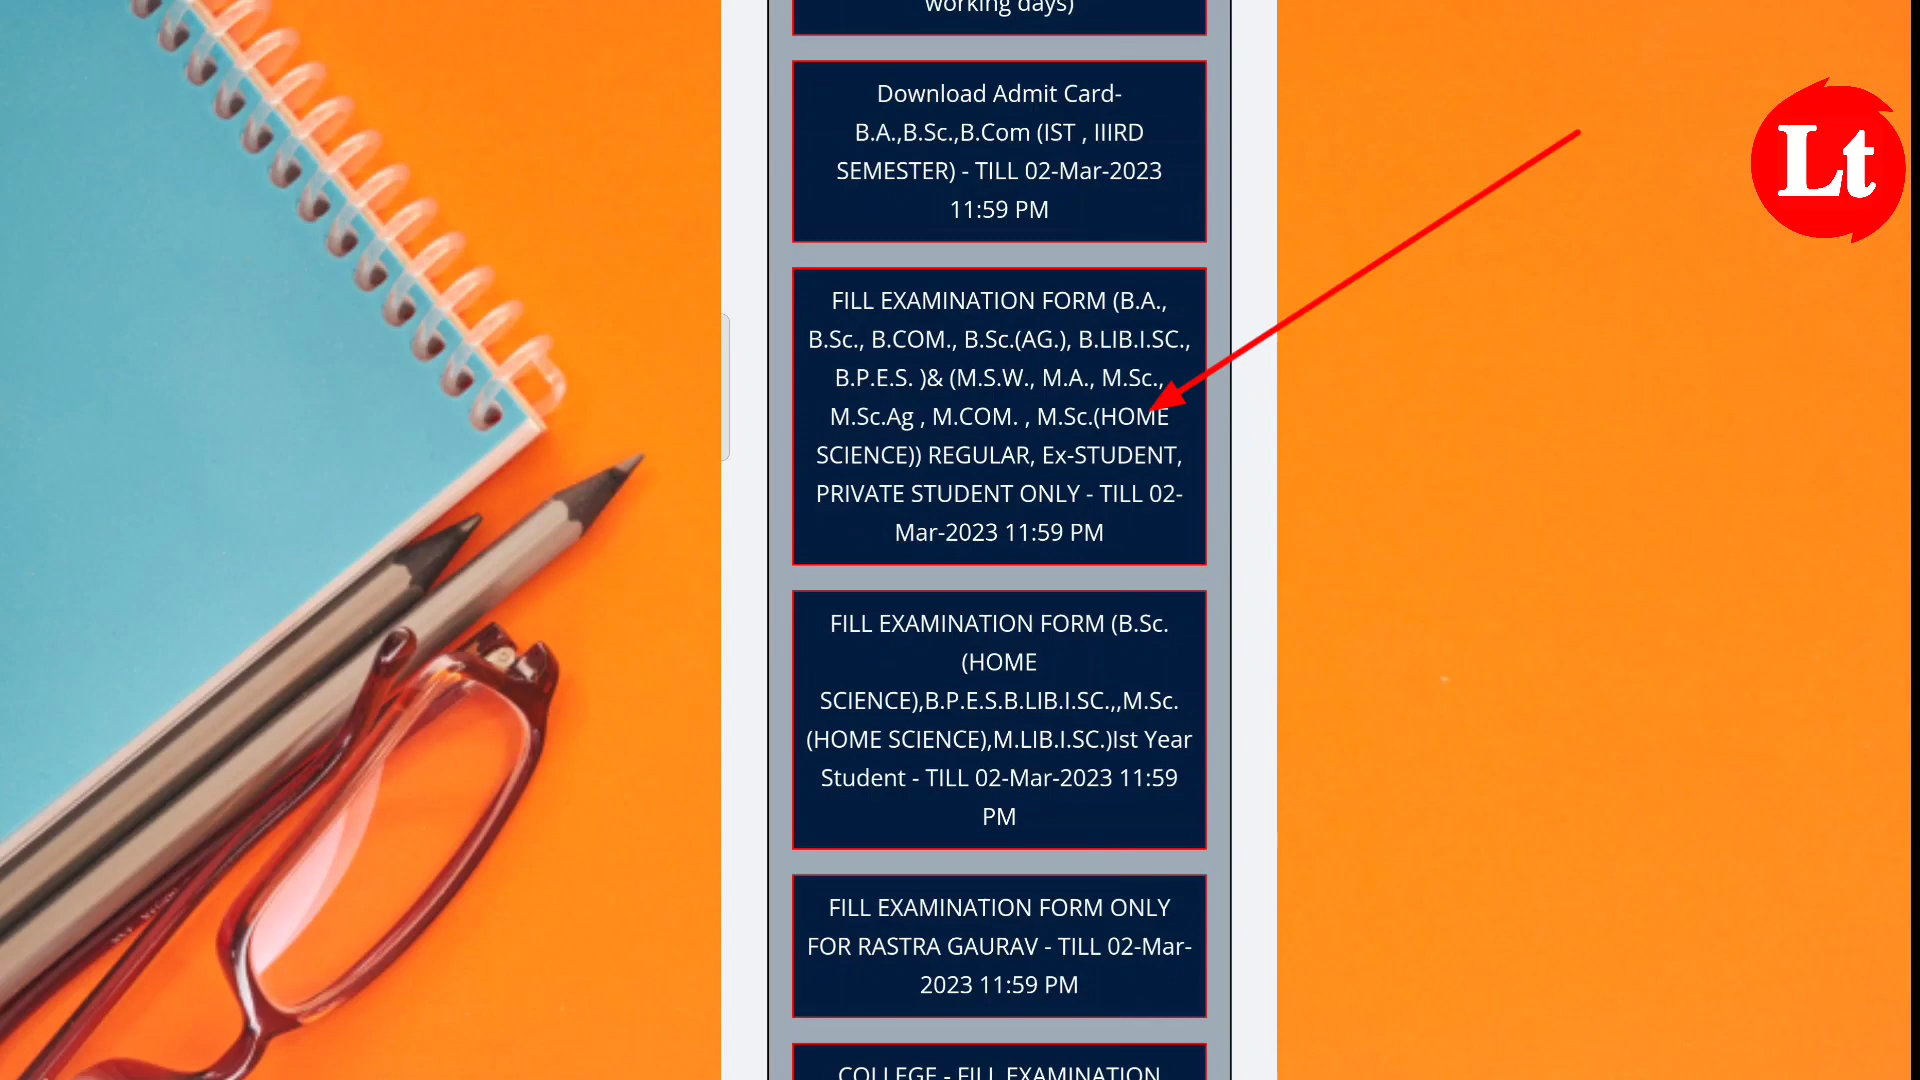 working days)
Download Admit Card-
B.A.,B.Sc.,B.Com (IST , IIIRD
SEMESTER) - TILL 02-Mar-2023
11:59 PM
FILL EXAMINATION FORM (B.A.,
B.Sc., B.COM., B.Sc.(AG.), B.LIB.I.SC.,
B.P.E.S. )& (M.S.W., M.A., M.Sc.,
M.Sc.Ag , M.COM. , M.Sc.(HOME
SCIENCE)) REGULAR, Ex-STUDENT,
PRIVATE STUDENT ONLY - TILL 02-
Mar-2023 11:59 PM
FILL EXAMINATION FORM (B.Sc.
(HOME
SCIENCE),B.P.E.S.B.LIB.I.SC.,,M.Sc.
(HOME SCIENCE),M.LIB.I.SC.)Ist Year
Student - TILL 02-Mar-2023 11:59
PM
FILL EXAMINATION FORM ONLY
FOR RASTRA GAURAV - TILL 02-Mar-
2023 11:59 PM
COLLEGE - FILL EXAMINATION
Lt